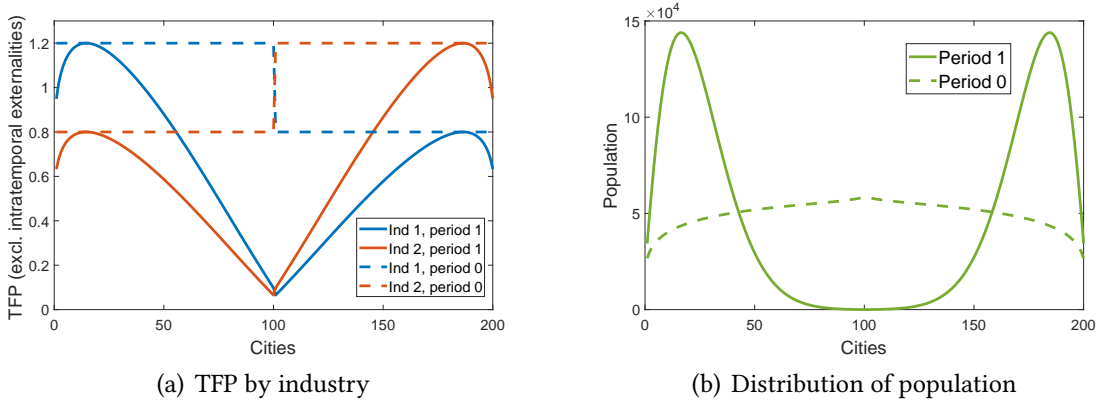 1.2
1
0.8
0.6
0.4
0.2
0
TFP (excl. intratemporal externalities)
Ind 1, period 1
Ind 2, period 1
Ind 1, period 0
Ind 2, period 0
0 50 100 150 200
Cities
(a) TFP by industry
×10⁴
15
10
5
0
Population
Period 1
Period 0
0 50 100 150 200
Cities
(b) Distribution of population